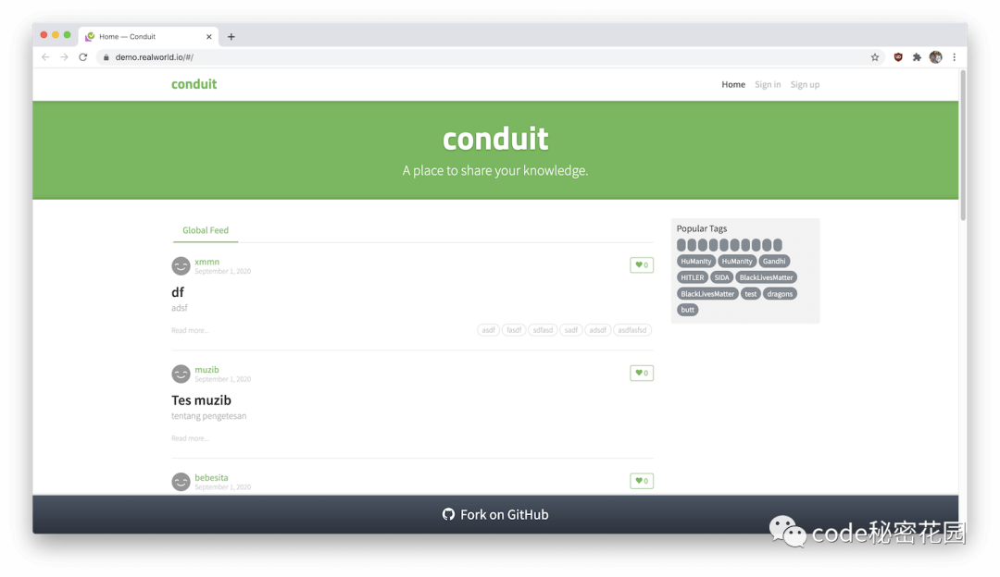 Home — Conduit
demo.realworld.io/#/
conduit
Home Sign in Sign up
conduit
A place to share your knowledge.
Global Feed
xmmn
September 1, 2020
0
df
adsf
Read more...
asdf fasdf sdfasd sadf adsdf asdfasfsd
muzib
September 1, 2020
0
Tes muzib
tentang pengetesan
Read more...
bebesita
September 1, 2020
0
Popular Tags
HuManIty HuManIty Gandhi
HITLER SIDA BlackLivesMatter
BlackLivesMatter test dragons
butt
Fork on GitHub
code秘密花园